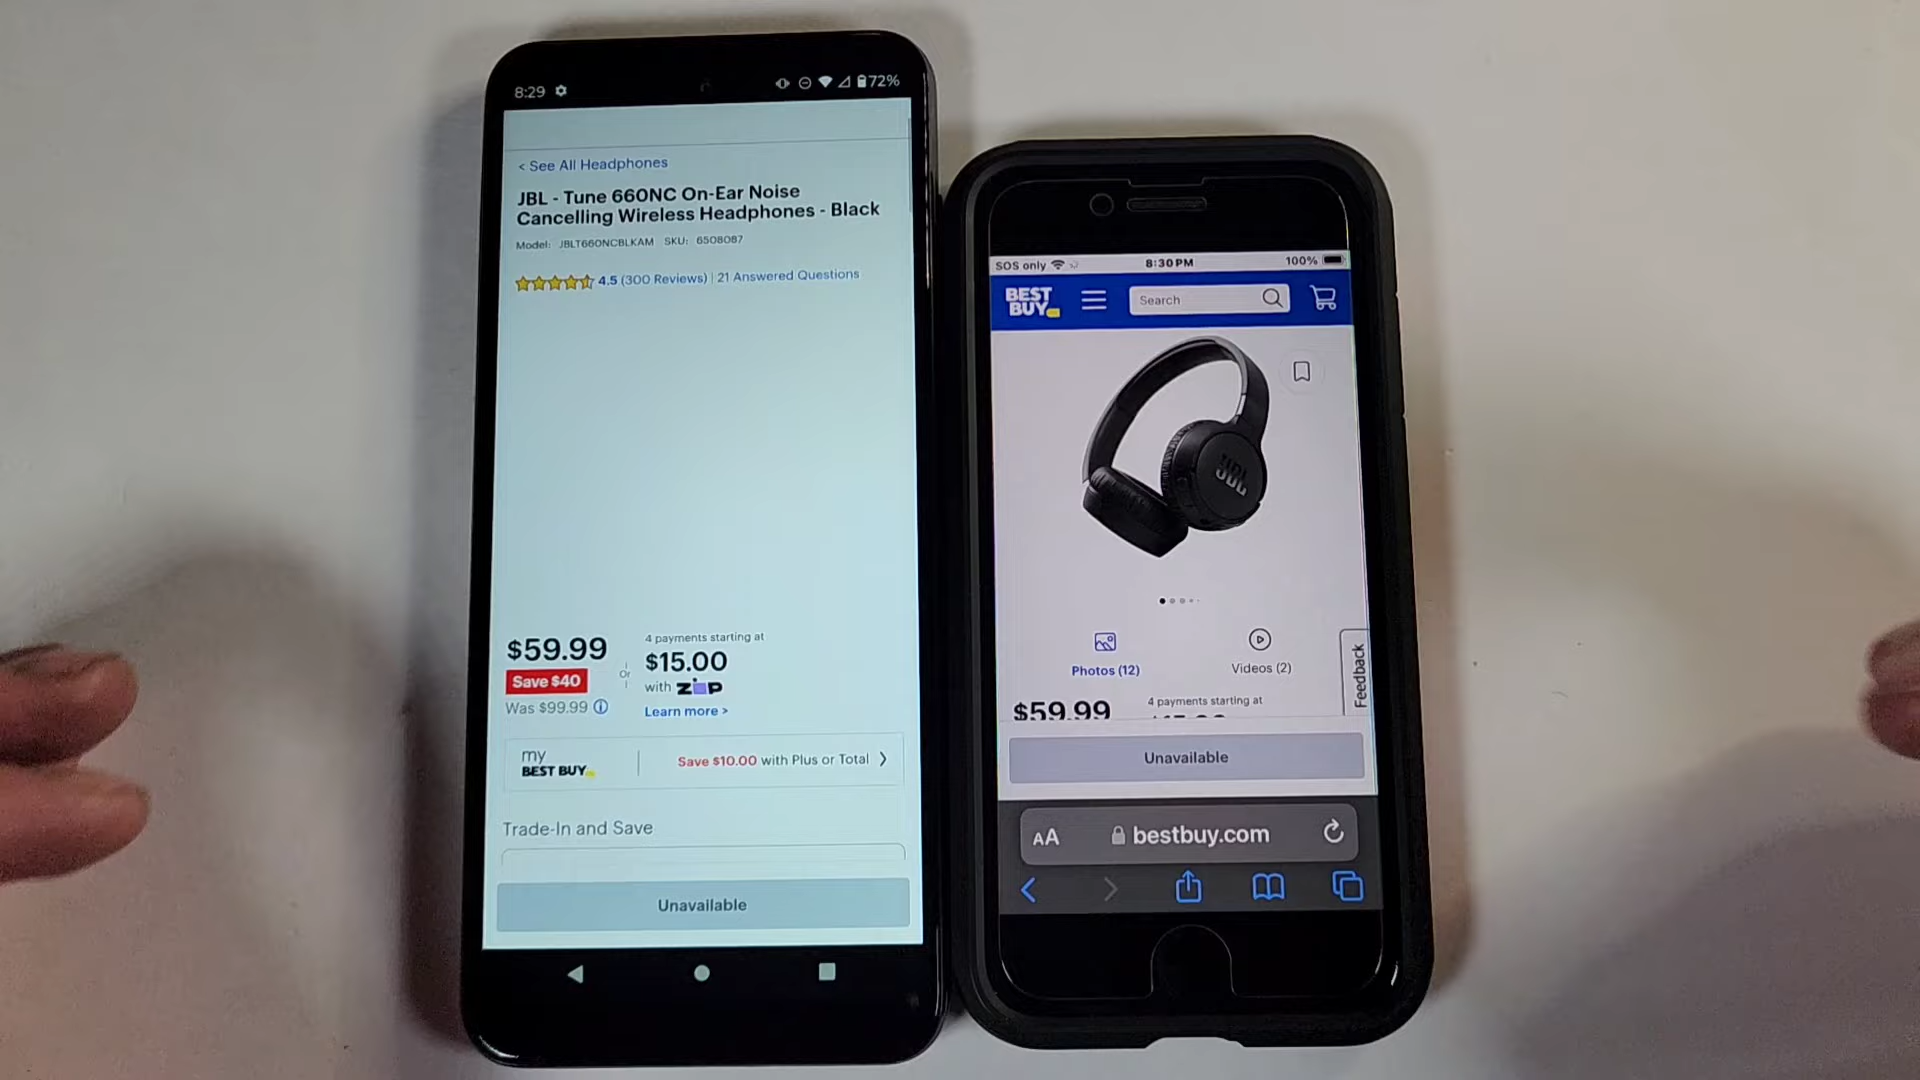 8:29
72%
< See All Headphones
JBL - Tune 660NC On-Ear Noise
Cancelling Wireless Headphones - Black
Model: JBLT660NCBLKAM SKU: 6508087
4.5 (300 Reviews) | 21 Answered Questions
$59.99
Save $40
Was $99.99
Or
4 payments starting at
$15.00
with ZIP
Learn more >
my
BEST BUY
Save $10.00 with Plus or Total
Trade-In and Save
Unavailable
SOS only
8:30 PM
100%
BEST
BUY
Search
JBL
Photos (12)
Videos (2)
Feedback
$59.99
4 payments starting at
Unavailable
AA
bestbuy.com